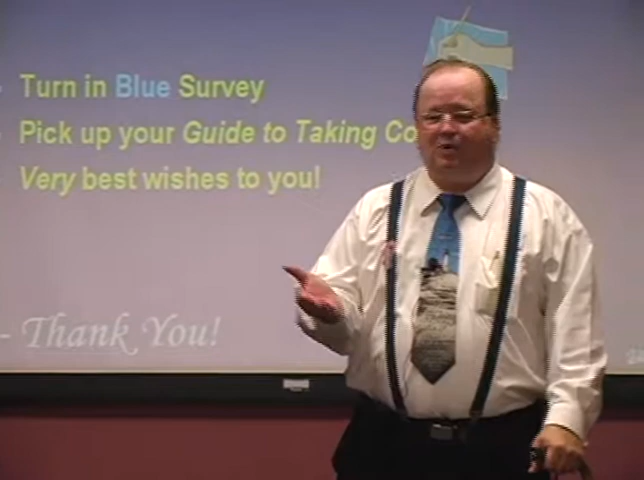 Turn in Blue Survey
Pick up your Guide to Taking Co
Very best wishes to you!
- Thank You!